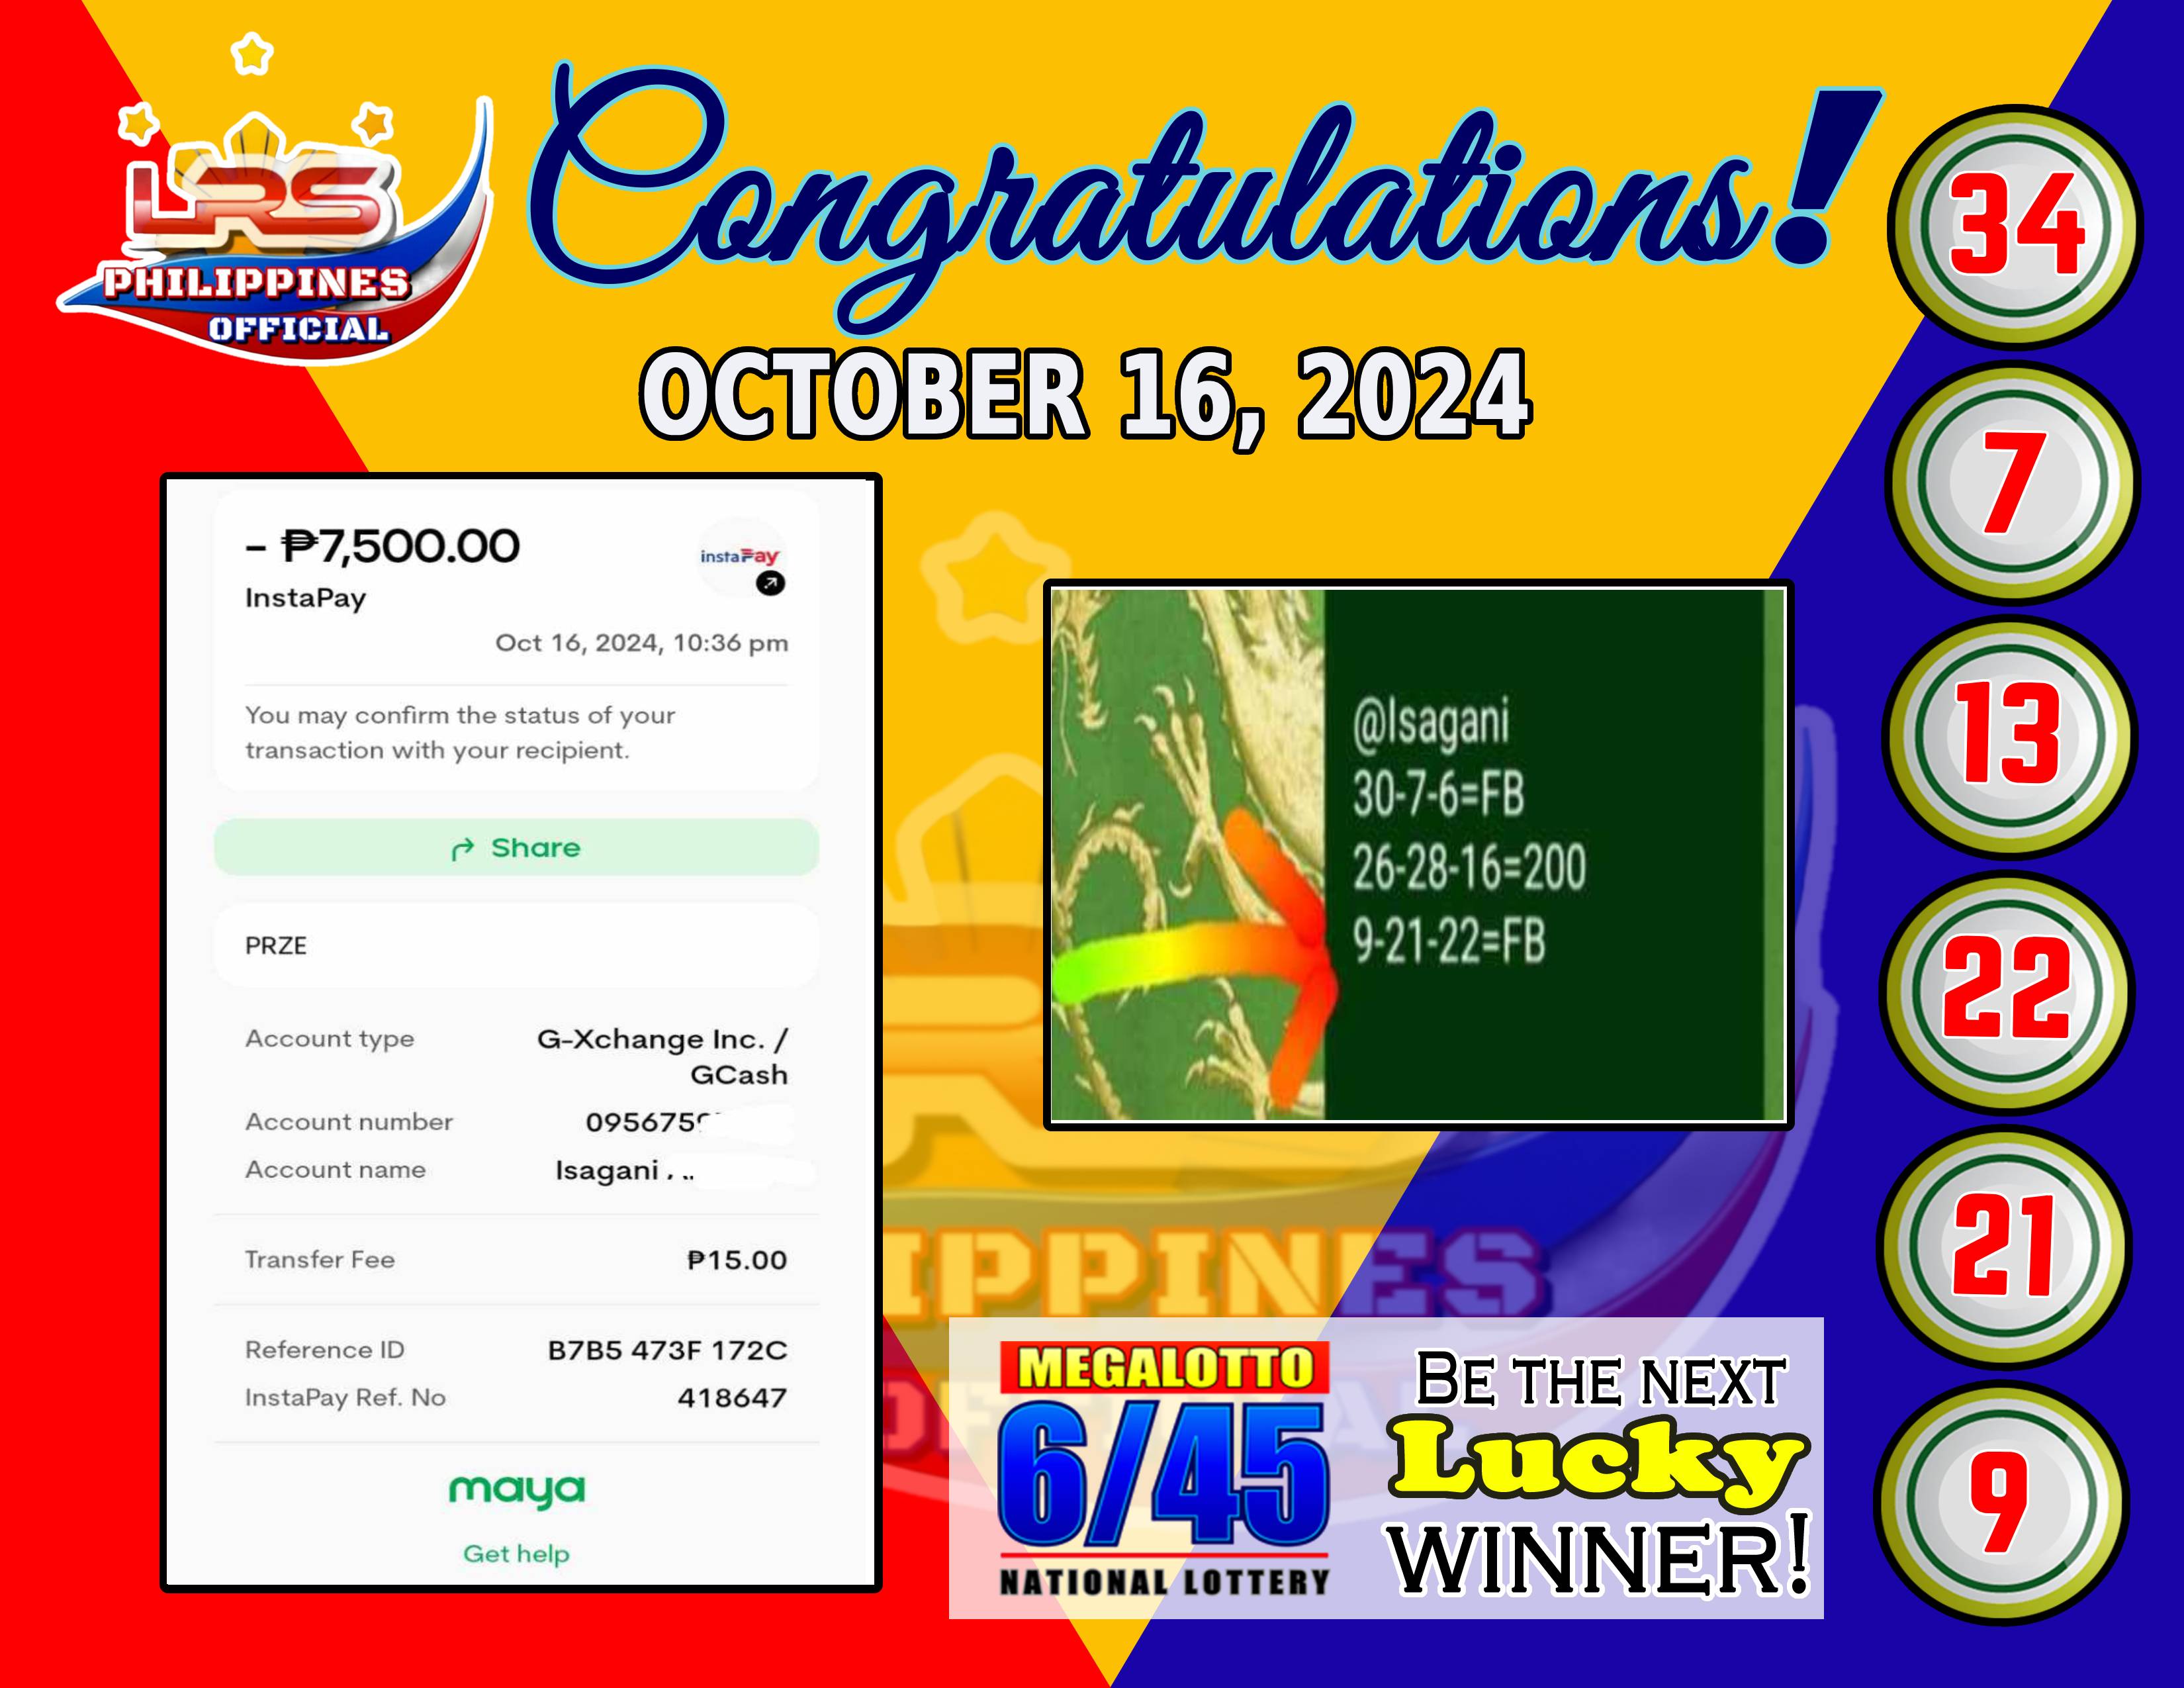 LRS
PHILIPPINES
OFFICIAL
Congratulations!
OCTOBER 16, 2024
- ₱7,500.00
instaPay
InstaPay
Oct 16, 2024, 10:36 pm
You may confirm the status of your
transaction with your recipient.
Share
PRZE
Account type G-Xchange Inc. /
GCash
Account number 095675
Account name Isagani
Transfer Fee ₱15.00
Reference ID B7B5 473F 172C
InstaPay Ref. No 418647
maya
Get help
@Isagani
30-7-6=FB
26-28-16=200
9-21-22=FB
MEGALOTTO
6/45
NATIONAL LOTTERY
BE THE NEXT
Lucky
WINNER!
34
7
13
22
21
9